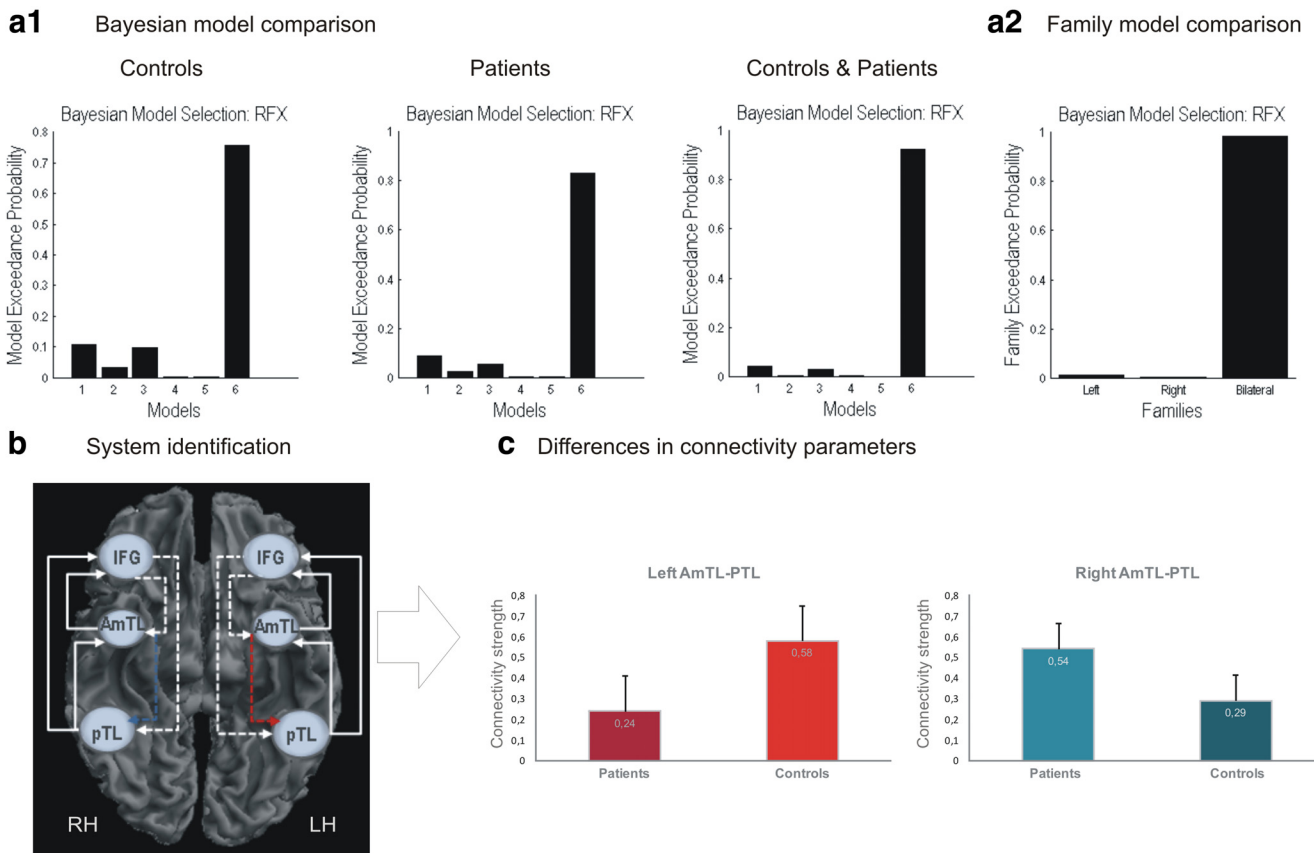 a1 Bayesian model comparison
a2 Family model comparison
Controls
Patients
Controls & Patients
Bayesian Model Selection: RFX
Model Exceedance Probability
0.8
0.7
0.6
0.5
0.4
0.3
0.2
0.1
0
1 2 3 4 5 6
Models
Bayesian Model Selection: RFX
Model Exceedance Probability
1
0.8
0.6
0.4
0.2
0
1 2 3 4 5 6
Models
Bayesian Model Selection: RFX
Model Exceedance Probability
1
0.8
0.6
0.4
0.2
0
1 2 3 4 5 6
Models
Bayesian Model Selection: RFX
Family Exceedance Probability
1
0.8
0.6
0.4
0.2
0
Left Right Bilateral
Families
b System identification
IFG IFG
AmTL AmTL
pTL pTL
RH LH
c Differences in connectivity parameters
Left AmTL-PTL
Connectivity strength
0,8
0,7
0,6
0,5
0,4
0,3
0,2
0,1
0
0,24
0,58
Patients Controls
Right AmTL-PTL
Connectivity strength
0,8
0,7
0,6
0,5
0,4
0,3
0,2
0,1
0
0,54
0,29
Patients Controls